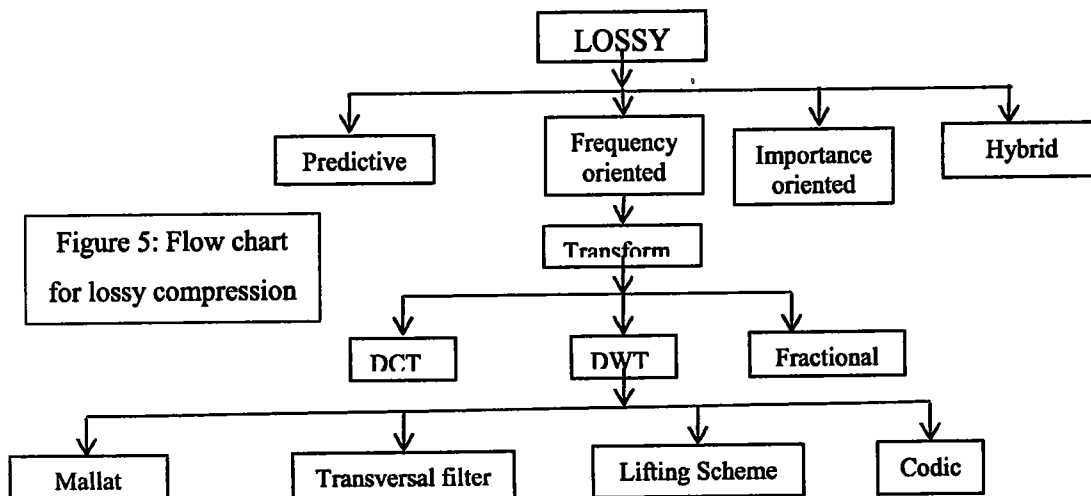 LOSSY
Predictive
Frequency
oriented
Importance
oriented
Hybrid
Figure 5: Flow chart
for lossy compression
Transform
DCT
DWT
Fractional
Mallat
Transversal filter
Lifting Scheme
Codic